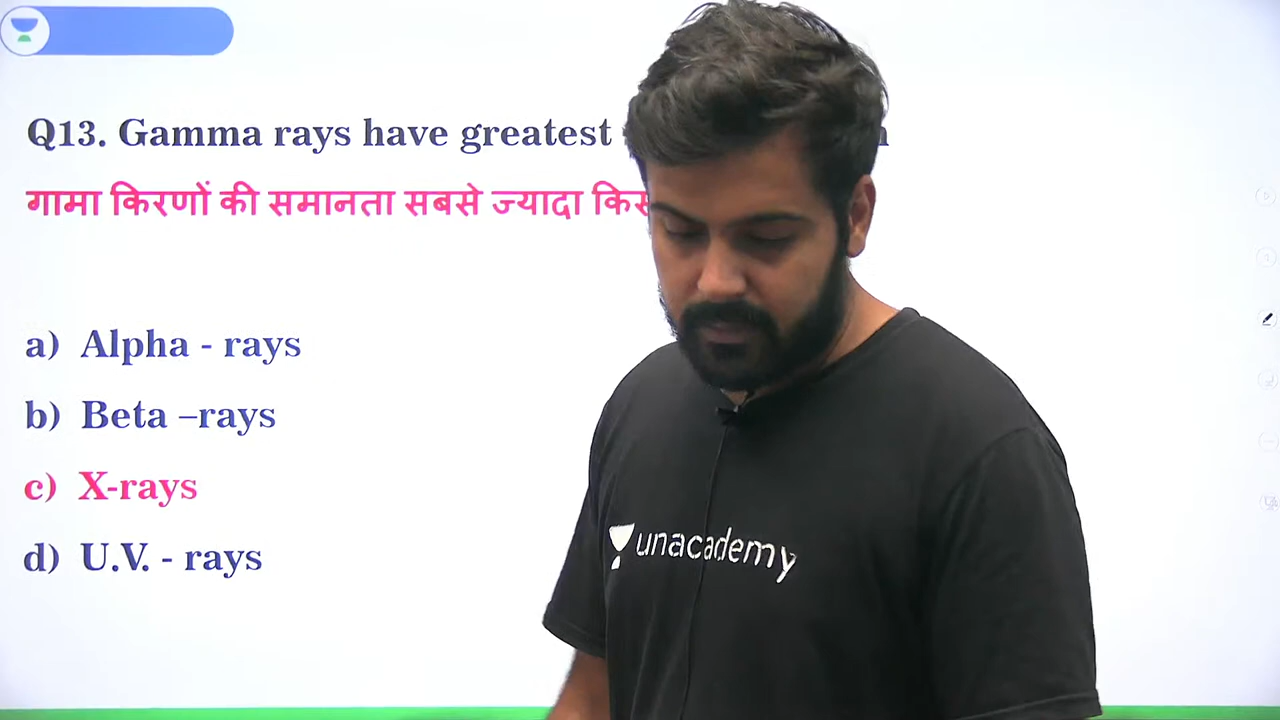 Q13. Gamma rays have greatest
गामा किरणों की समानता सबसे ज्यादा
a) Alpha - rays
b) Beta –rays
c) X-rays
d) U.V. - rays
unacademy